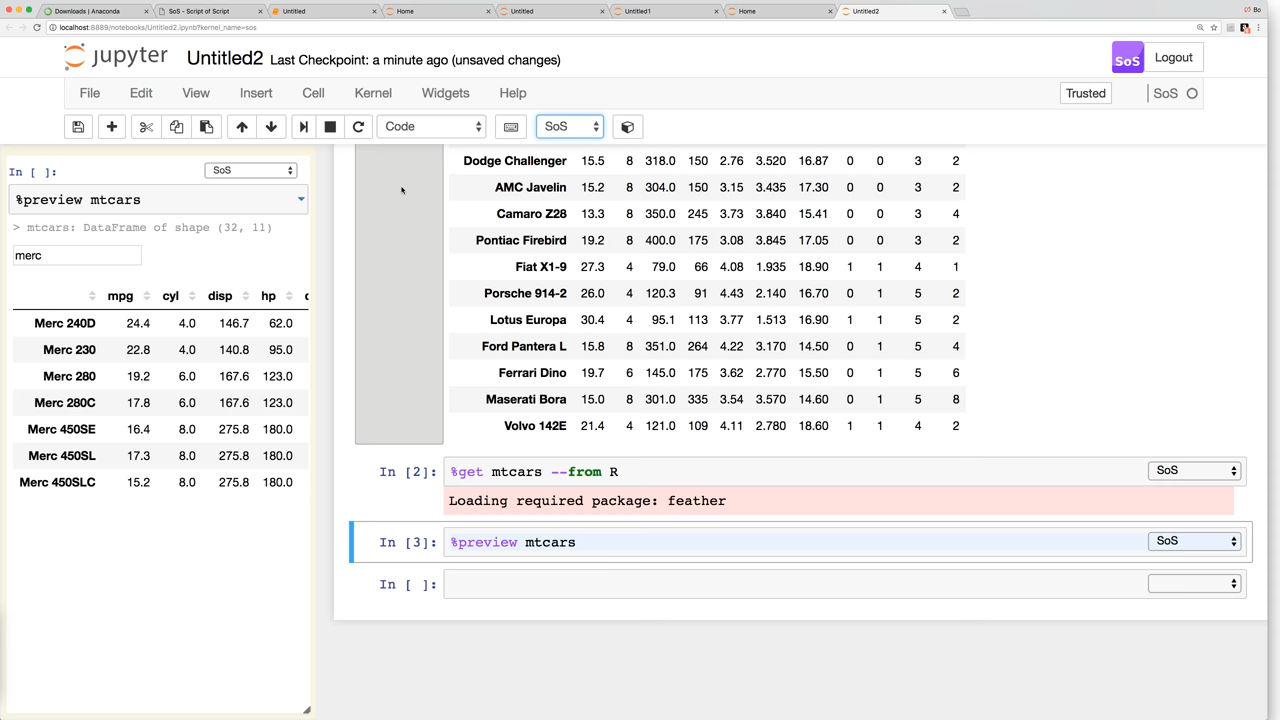 Downloads | Anaconda
SoS - Script of Script
Untitled
Home
Untitled
Untitled1
Home
Untitled2
Bo
localhost:8889/notebooks/Untitled2.ipynb?kernel_name=sos
jupyter Untitled2 Last Checkpoint: a minute ago (unsaved changes)
SoS Logout
File Edit View Insert Cell Kernel Widgets Help
Trusted SoS
Code SoS
In [ ]: SoS
%preview mtcars
> mtcars: DataFrame of shape (32, 11)
merc
mpg cyl disp hp
Merc 240D 24.4 4.0 146.7 62.0
Merc 230 22.8 4.0 140.8 95.0
Merc 280 19.2 6.0 167.6 123.0
Merc 280C 17.8 6.0 167.6 123.0
Merc 450SE 16.4 8.0 275.8 180.0
Merc 450SL 17.3 8.0 275.8 180.0
Merc 450SLC 15.2 8.0 275.8 180.0
Dodge Challenger 15.5 8 318.0 150 2.76 3.520 16.87 0 0 3 2
AMC Javelin 15.2 8 304.0 150 3.15 3.435 17.30 0 0 3 2
Camaro Z28 13.3 8 350.0 245 3.73 3.840 15.41 0 0 3 4
Pontiac Firebird 19.2 8 400.0 175 3.08 3.845 17.05 0 0 3 2
Fiat X1-9 27.3 4 79.0 66 4.08 1.935 18.90 1 1 4 1
Porsche 914-2 26.0 4 120.3 91 4.43 2.140 16.70 0 1 5 2
Lotus Europa 30.4 4 95.1 113 3.77 1.513 16.90 1 1 5 2
Ford Pantera L 15.8 8 351.0 264 4.22 3.170 14.50 0 1 5 4
Ferrari Dino 19.7 6 145.0 175 3.62 2.770 15.50 0 1 5 6
Maserati Bora 15.0 8 301.0 335 3.54 3.570 14.60 0 1 5 8
Volvo 142E 21.4 4 121.0 109 4.11 2.780 18.60 1 1 4 2
In [2]: %get mtcars --from R SoS
Loading required package: feather
In [3]: %preview mtcars SoS
In [ ]: